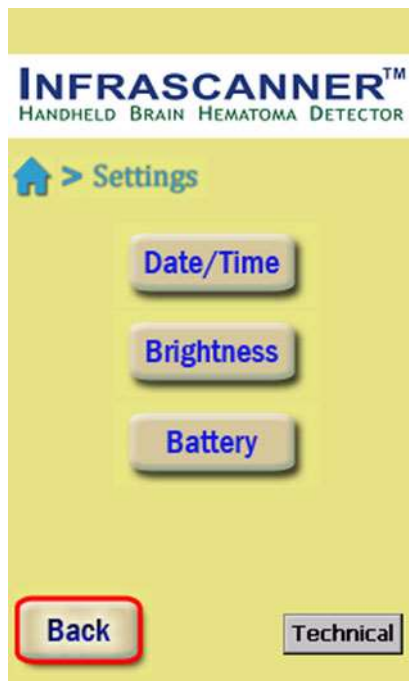 INFRASCANNER™
HANDHELD BRAIN HEMATOMA DETECTOR
> Settings
Date/Time
Brightness
Battery
Back
Technical